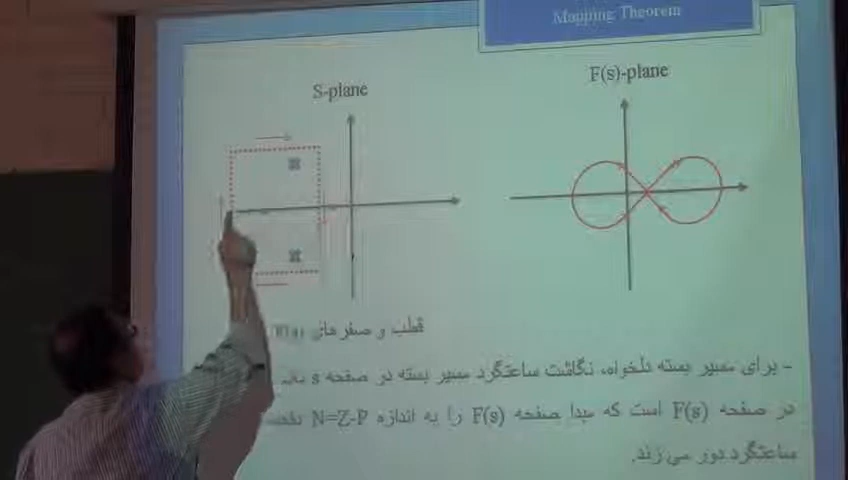 Mapping Theorem
S-plane
F(s)-plane
قطب و صفرهای
- برای مسیر بسته دلخواه، نگاشت ساعتگرد مسیر بسته در صفحه s
در صفحه F(s) است که مبدا صفحه F(s) را به اندازه N=Z-P
ساعتگرد دور می زند.